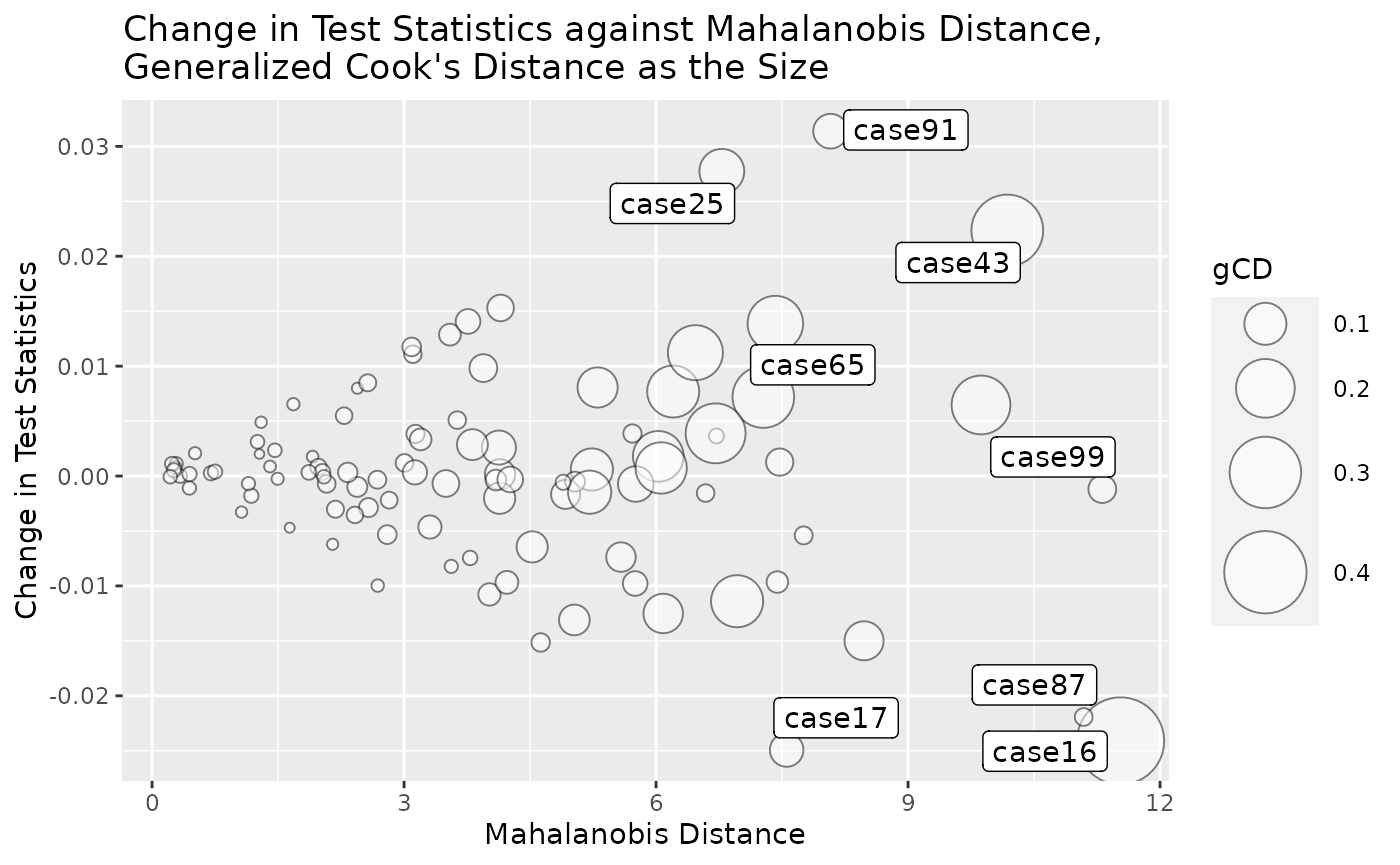 Change in Test Statistics against Mahalanobis Distance,
Generalized Cook's Distance as the Size
Change in Test Statistics
0.03
0.02
0.01
0.00
-0.01
-0.02
case91
case25
case43
case65
case99
case87
case17
case16
0
3
6
9
12
Mahalanobis Distance
gCD
0.1
0.2
0.3
0.4